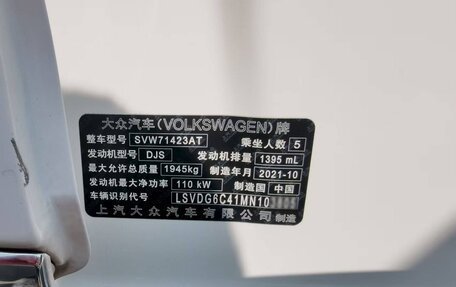 大众汽车(VOLKSWAGEN)牌
整车型号 SVW71423AT 乘坐人数 5
发动机型号 DJS 发动机排量 1395 mL
最大允许总质量 1945kg 制造年月 2021-10
发动机最大净功率 110 kW 制造国 中国
车辆识别代号 LSVDG6C41MN10
上汽大众汽车有限公司 制造